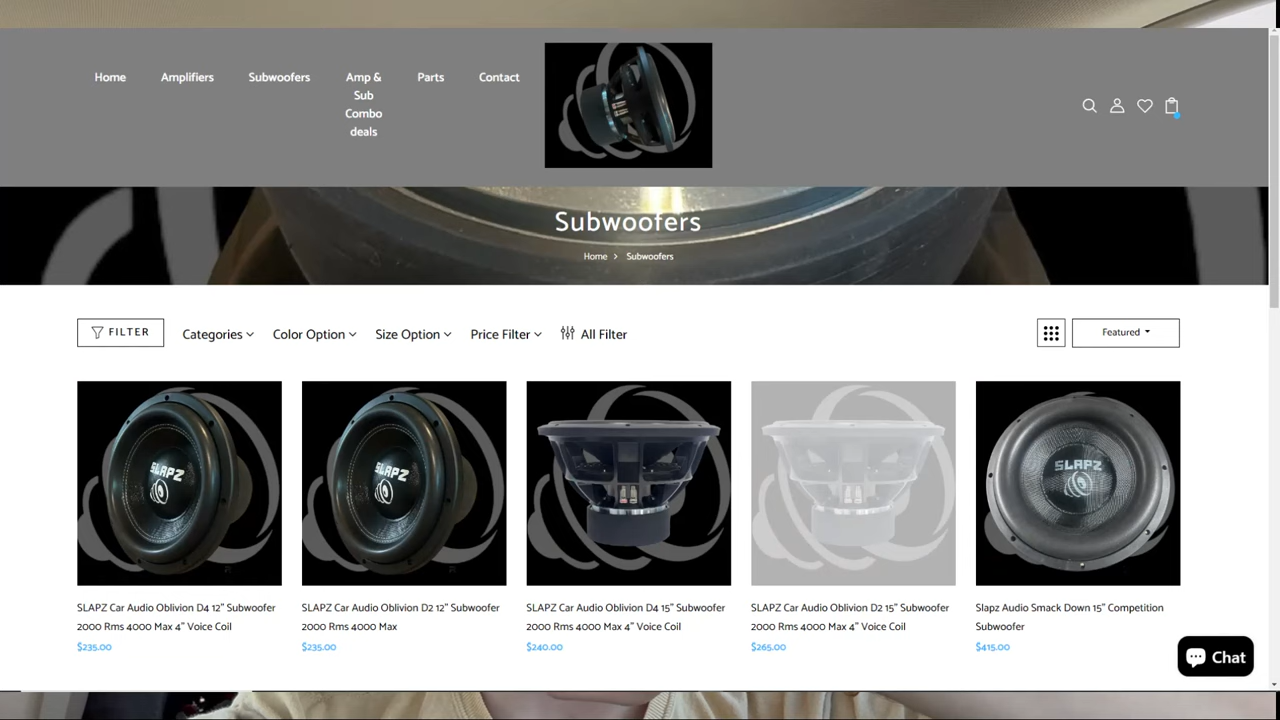 Home
Amplifiers
Subwoofers
Amp &
Sub
Combo
deals
Parts
Contact
Subwoofers
Home > Subwoofers
FILTER
Categories
Color Option
Size Option
Price Filter
All Filter
Featured
SLAPZ
SLAPZ
SLAPZ
SLAPZ Car Audio Oblivion D4 12" Subwoofer
2000 Rms 4000 Max 4" Voice Coil
$235.00
SLAPZ Car Audio Oblivion D2 12" Subwoofer
2000 Rms 4000 Max
$235.00
SLAPZ Car Audio Oblivion D4 15" Subwoofer
2000 Rms 4000 Max 4" Voice Coil
$240.00
SLAPZ Car Audio Oblivion D2 15" Subwoofer
2000 Rms 4000 Max 4" Voice Coil
$265.00
Slapz Audio Smack Down 15" Competition
Subwoofer
$415.00
Chat